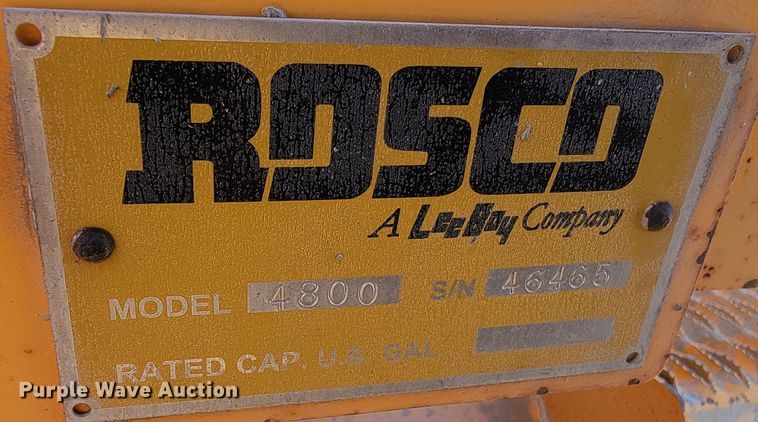 ROSCO
A LeeBoy Company
MODEL 4800 S/N 46465
RATED CAP. U.S. GAL
Purple Wave Auction